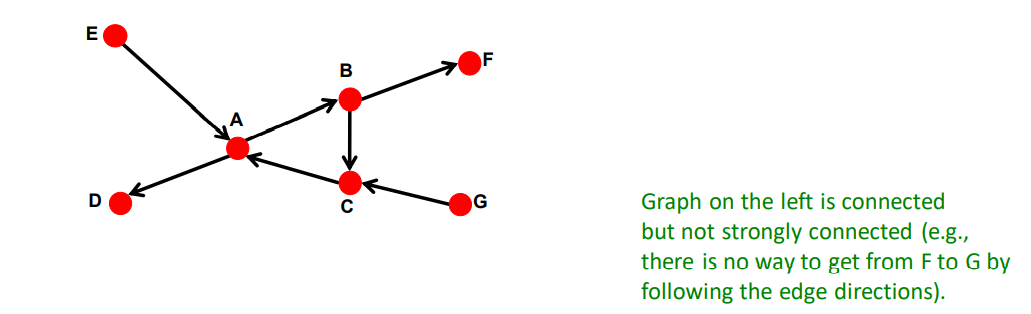 E
F
B
A
D
C
G
Graph on the left is connected
but not strongly connected (e.g.,
there is no way to get from F to G by
following the edge directions).